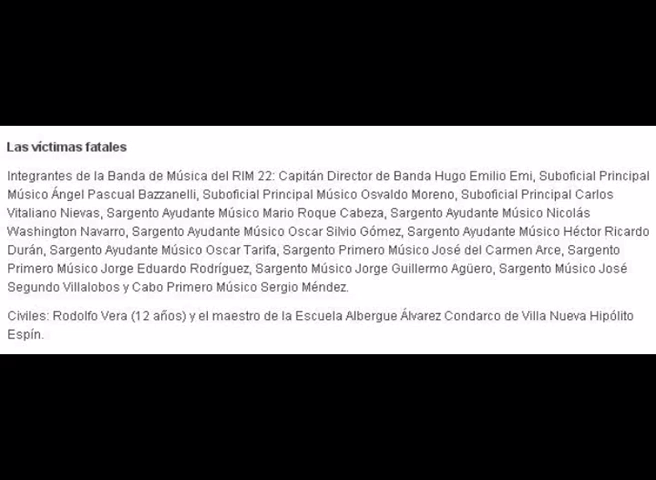 Las víctimas fatales
Integrantes de la Banda de Música del RIM 22: Capitán Director de Banda Hugo Emilio Emi, Suboficial Principal
Músico Ángel Pascual Bazzanelli, Suboficial Principal Músico Osvaldo Moreno, Suboficial Principal Carlos
Vitaliano Nievas, Sargento Ayudante Músico Mario Roque Cabeza, Sargento Ayudante Músico Nicolás
Washington Navarro, Sargento Ayudante Músico Oscar Silvio Gómez, Sargento Ayudante Músico Héctor Ricardo
Durán, Sargento Ayudante Músico Oscar Tarifa, Sargento Primero Músico José del Carmen Arce, Sargento
Primero Músico Jorge Eduardo Rodríguez, Sargento Músico Jorge Guillermo Agüero, Sargento Músico José
Segundo Villalobos y Cabo Primero Músico Sergio Méndez.
Civiles: Rodolfo Vera (12 años) y el maestro de la Escuela Albergue Álvarez Condarco de Villa Nueva Hipólito
Espín.